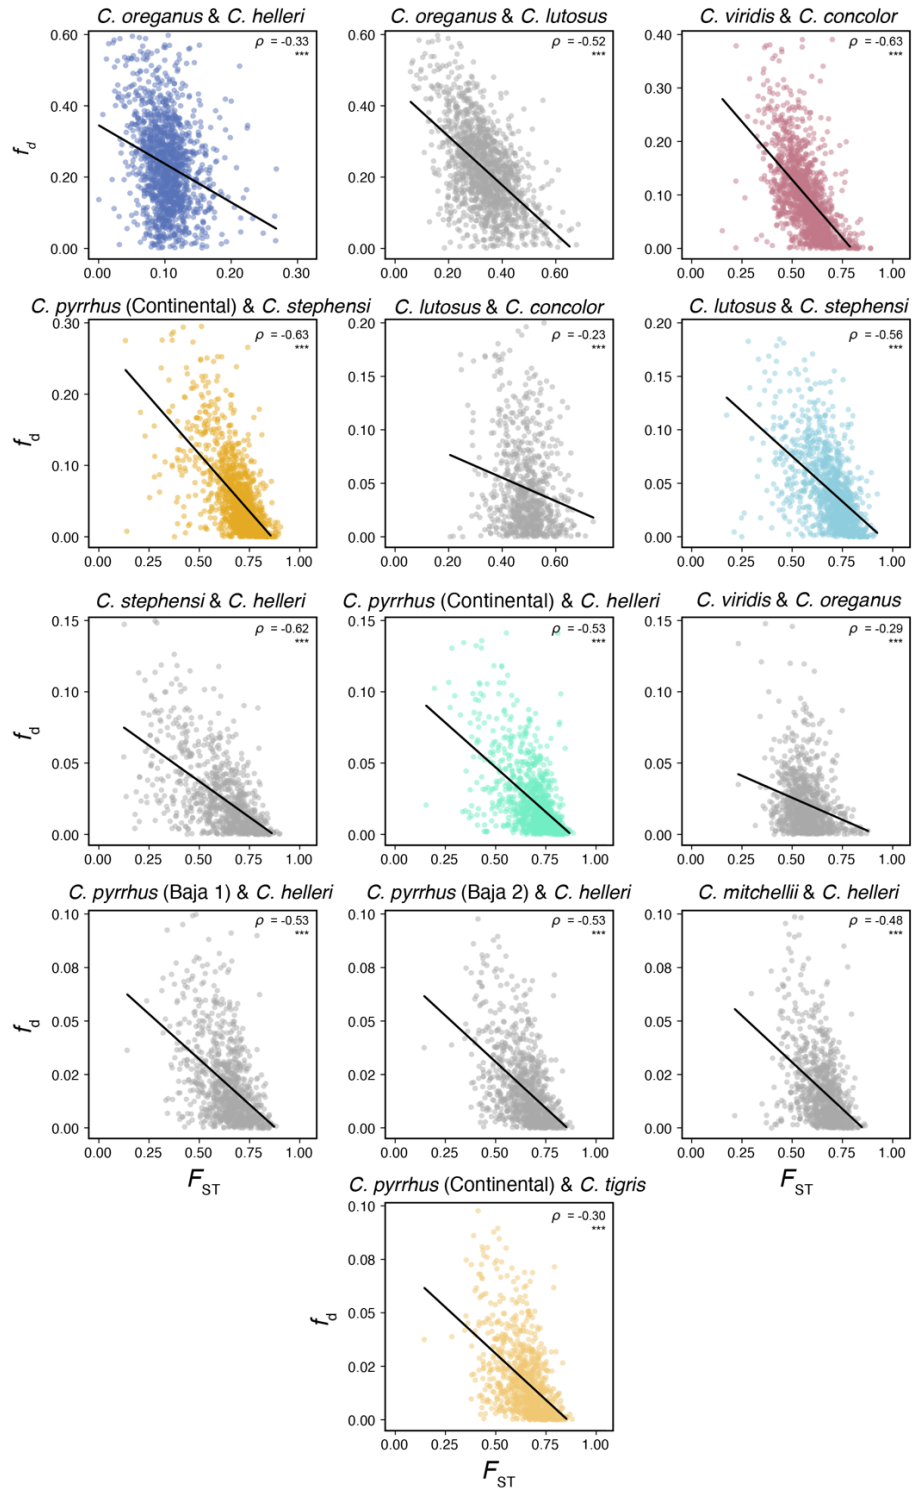 C. oreganus & C. helleri
C. oreganus & C. lutosus
C. viridis & C. concolor
ρ = -0.33
***
ρ = -0.52
***
ρ = -0.63
***
0.60
0.40
0.20
0.00
0.60
0.40
0.20
0.00
0.40
0.30
0.20
0.10
0.00
fd
0.00 0.10 0.20 0.30
0.00 0.20 0.40 0.60
0.00 0.25 0.50 0.75 1.00
C. pyrrhus (Continental) & C. stephensi
C. lutosus & C. concolor
C. lutosus & C. stephensi
ρ = -0.63
***
ρ = -0.23
***
ρ = -0.56
***
0.30
0.20
0.10
0.00
0.20
0.15
0.10
0.05
0.00
0.20
0.15
0.10
0.05
0.00
fd
0.00 0.25 0.50 0.75 1.00
0.00 0.20 0.40 0.60
0.00 0.25 0.50 0.75 1.00
C. stephensi & C. helleri
C. pyrrhus (Continental) & C. helleri
C. viridis & C. oreganus
ρ = -0.62
***
ρ = -0.53
***
ρ = -0.29
***
0.15
0.10
0.05
0.00
0.15
0.10
0.05
0.00
0.15
0.10
0.05
0.00
fd
0.00 0.25 0.50 0.75 1.00
0.00 0.25 0.50 0.75 1.00
0.00 0.25 0.50 0.75 1.00
C. pyrrhus (Baja 1) & C. helleri
C. pyrrhus (Baja 2) & C. helleri
C. mitchellii & C. helleri
ρ = -0.53
***
ρ = -0.53
***
ρ = -0.48
***
0.10
0.08
0.05
0.02
0.00
0.10
0.08
0.05
0.02
0.00
0.10
0.08
0.05
0.02
0.00
fd
0.00 0.25 0.50 0.75 1.00
0.00 0.25 0.50 0.75 1.00
0.00 0.25 0.50 0.75 1.00
FST
FST
C. pyrrhus (Continental) & C. tigris
ρ = -0.30
***
0.10
0.08
0.05
0.02
0.00
fd
0.00 0.25 0.50 0.75 1.00
FST